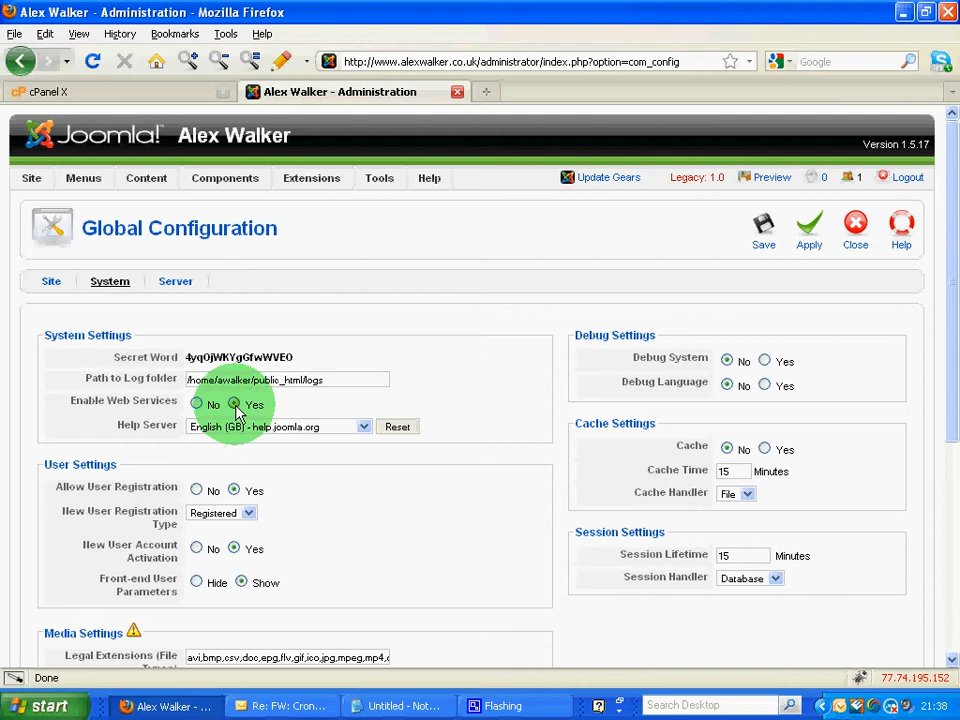 Alex Walker - Administration - Mozilla Firefox
File Edit View History Bookmarks Tools Help
http://www.alexwalker.co.uk/administrator/index.php?option=com_config
Google
cPanel X
Alex Walker - Administration
Joomla! Alex Walker
Version 1.5.17
Site Menus Content Components Extensions Tools Help Update Gears Legacy: 1.0 Preview 0 1 Logout
Global Configuration
Save Apply Close Help
Site System Server
System Settings
Secret Word 4yqOjWKYgGfwWVEO
Path to Log folder /home/awalker/public_html/logs
Enable Web Services No Yes
Help Server English (GB) - help.joomla.org Reset
User Settings
Allow User Registration No Yes
New User Registration Type Registered
New User Account Activation No Yes
Front-end User Parameters Hide Show
Media Settings
Legal Extensions (File avi,bmp,csv,doc,epg,flv,gif,ico,jpg,mpeg,mp4,
Types)
Debug Settings
Debug System No Yes
Debug Language No Yes
Cache Settings
Cache No Yes
Cache Time 15 Minutes
Cache Handler File
Session Settings
Session Lifetime 15 Minutes
Session Handler Database
Done
77.74.195.152
start Alex Walker - ... Re: FW: Cron... Untitled - Not... Flashing Search Desktop 21:38